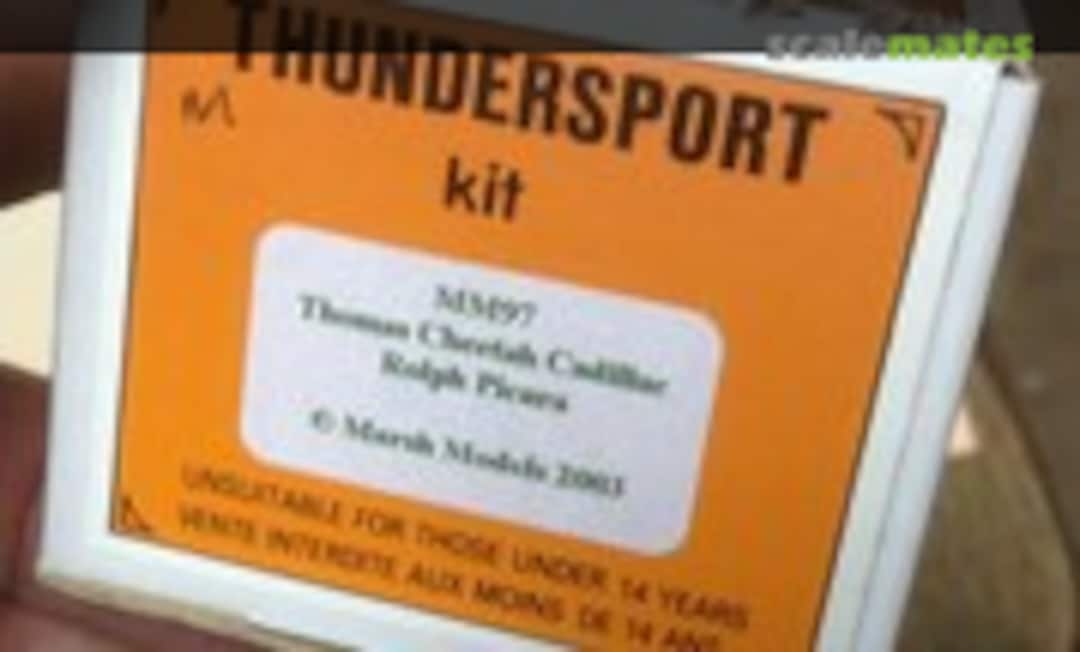 scalemates
THUNDERSPORT
kit
MM97
Thomas Cheetah Cadillac
Ralph Picara
© Marsh Models 2003
UNSUITABLE FOR THOSE UNDER 14 YEARS
VENTE INTERDITE AUX MOINS DE 14 ANS